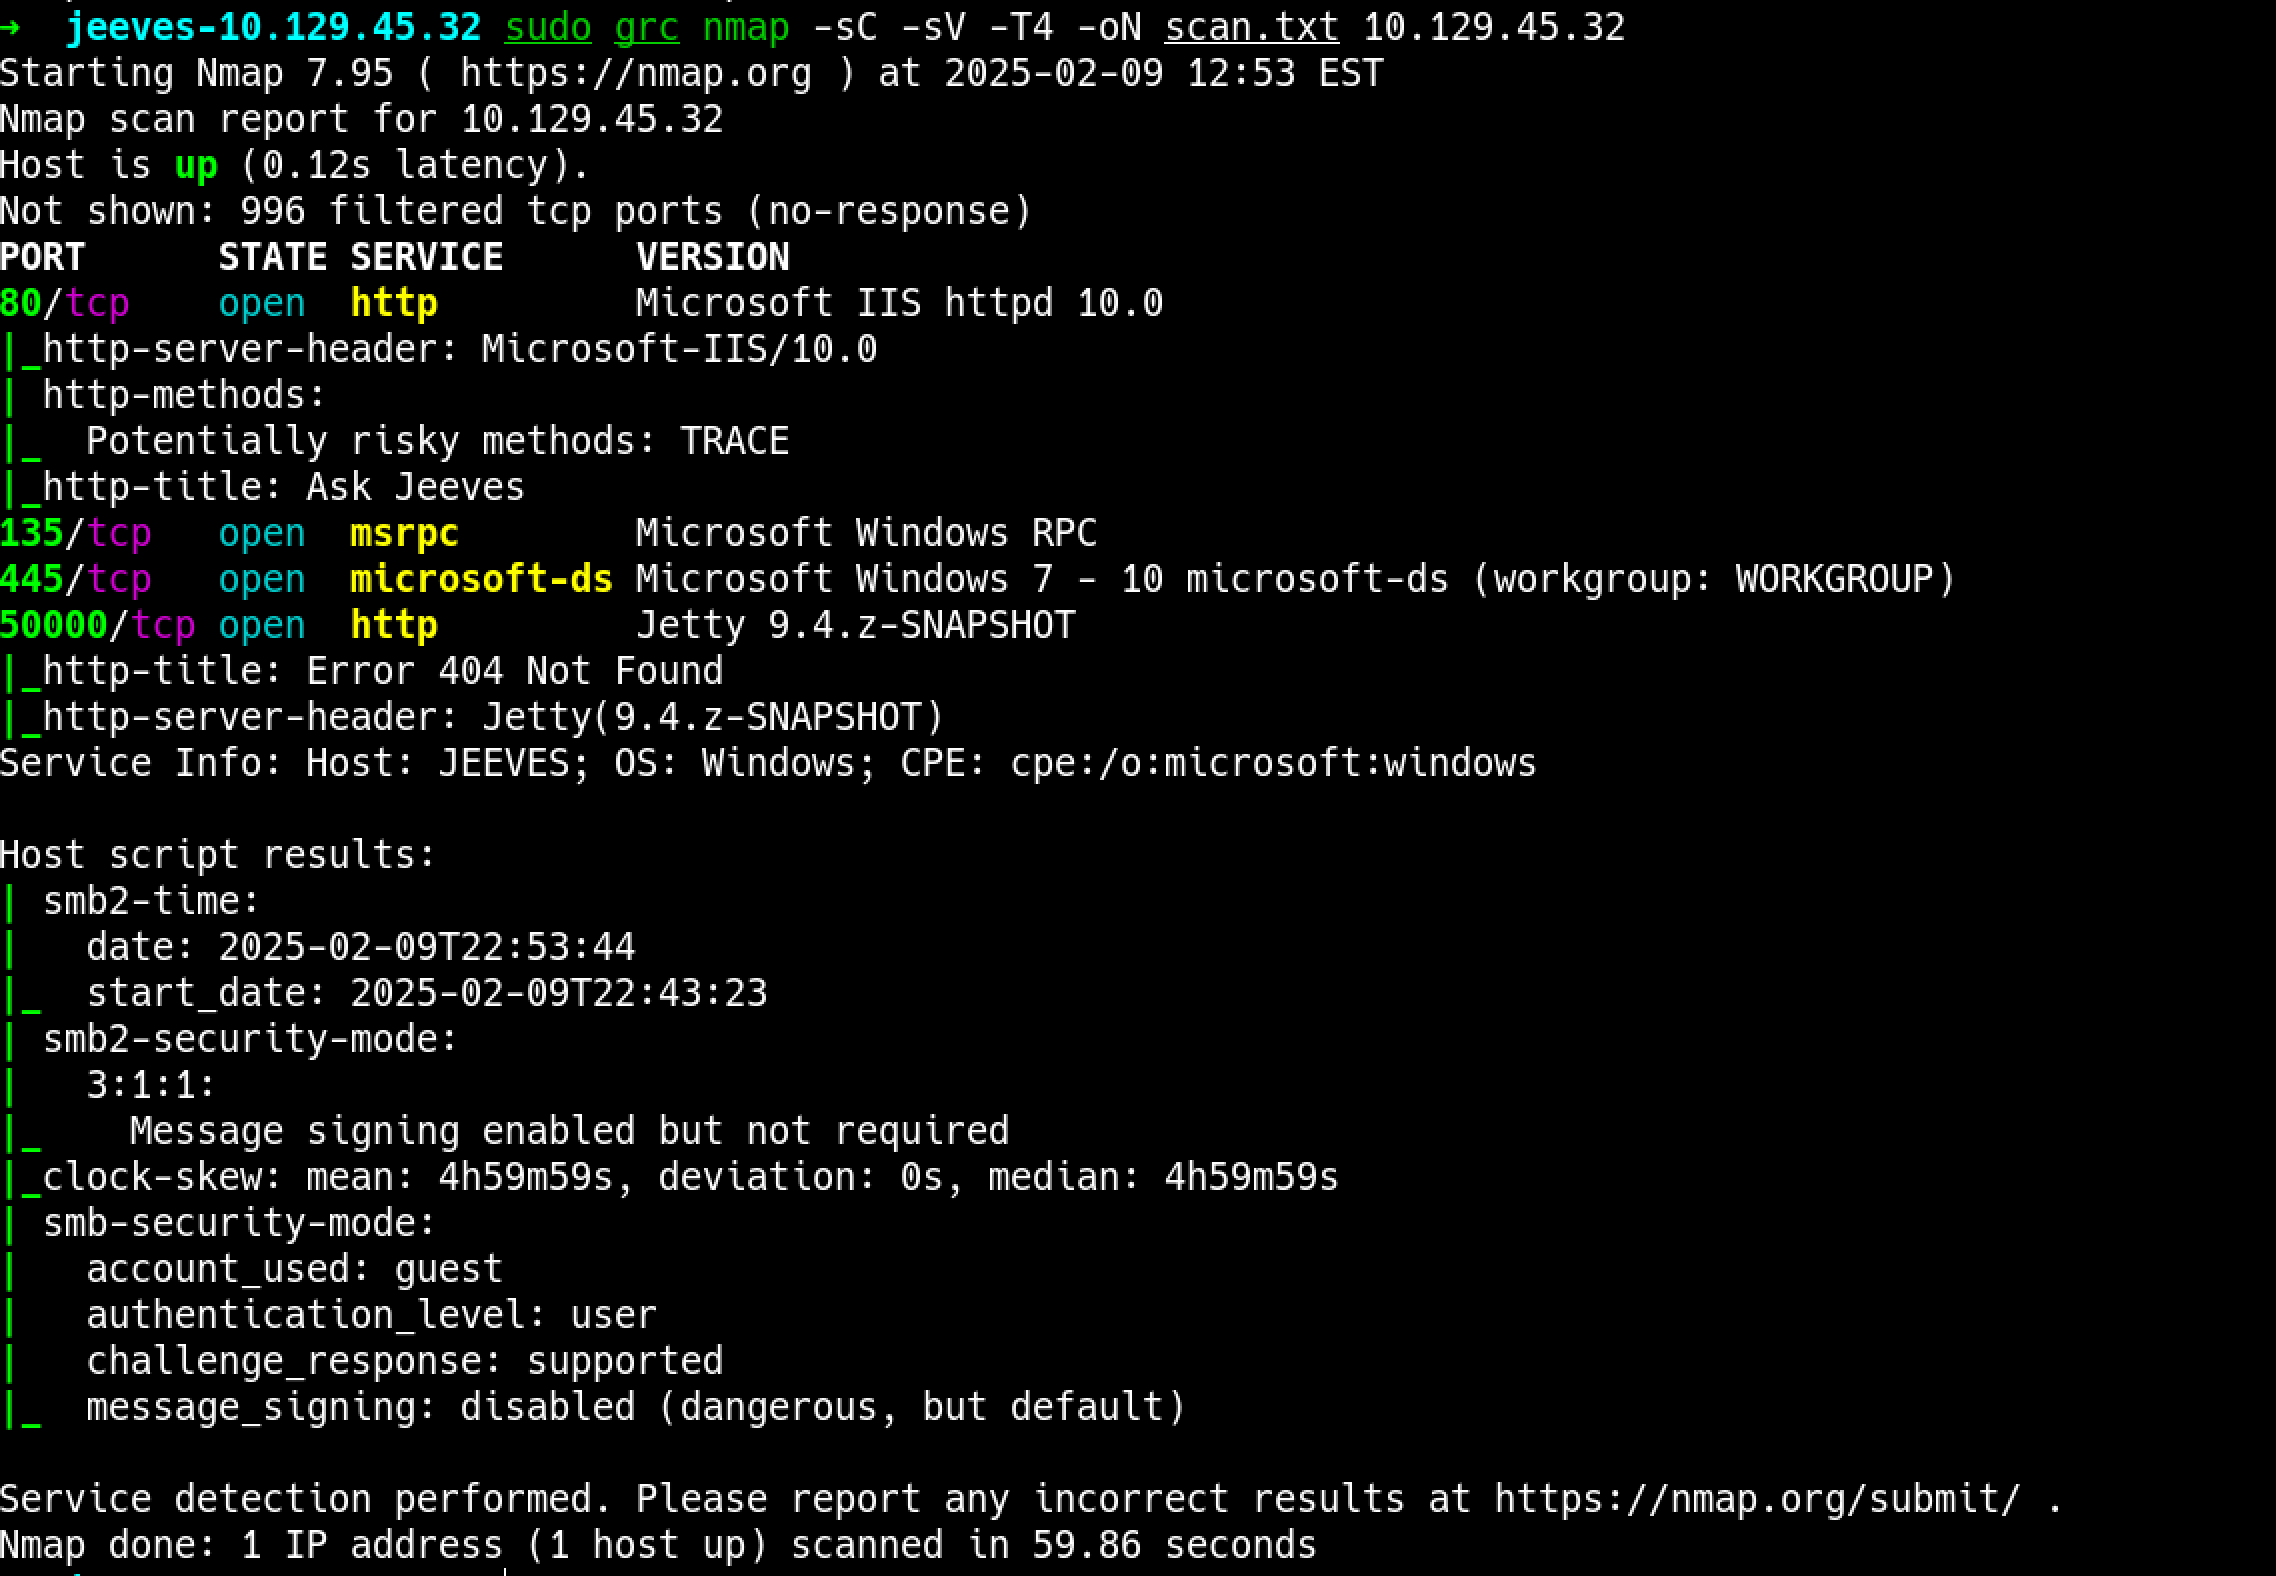 →  jeeves-10.129.45.32 sudo grc nmap -sC -sV -T4 -oN scan.txt 10.129.45.32
Starting Nmap 7.95 ( https://nmap.org ) at 2025-02-09 12:53 EST
Nmap scan report for 10.129.45.32
Host is up (0.12s latency).
Not shown: 996 filtered tcp ports (no-response)
PORT      STATE SERVICE      VERSION
80/tcp    open  http         Microsoft IIS httpd 10.0
|_http-server-header: Microsoft-IIS/10.0
| http-methods:
|_  Potentially risky methods: TRACE
|_http-title: Ask Jeeves
135/tcp   open  msrpc        Microsoft Windows RPC
445/tcp   open  microsoft-ds Microsoft Windows 7 - 10 microsoft-ds (workgroup: WORKGROUP)
50000/tcp open  http         Jetty 9.4.z-SNAPSHOT
|_http-title: Error 404 Not Found
|_http-server-header: Jetty(9.4.z-SNAPSHOT)
Service Info: Host: JEEVES; OS: Windows; CPE: cpe:/o:microsoft:windows

Host script results:
| smb2-time:
|   date: 2025-02-09T22:53:44
|_  start_date: 2025-02-09T22:43:23
| smb2-security-mode:
|   3:1:1:
|_    Message signing enabled but not required
|_clock-skew: mean: 4h59m59s, deviation: 0s, median: 4h59m59s
| smb-security-mode:
|   account_used: guest
|   authentication_level: user
|   challenge_response: supported
|_  message_signing: disabled (dangerous, but default)

Service detection performed. Please report any incorrect results at https://nmap.org/submit/ .
Nmap done: 1 IP address (1 host up) scanned in 59.86 seconds